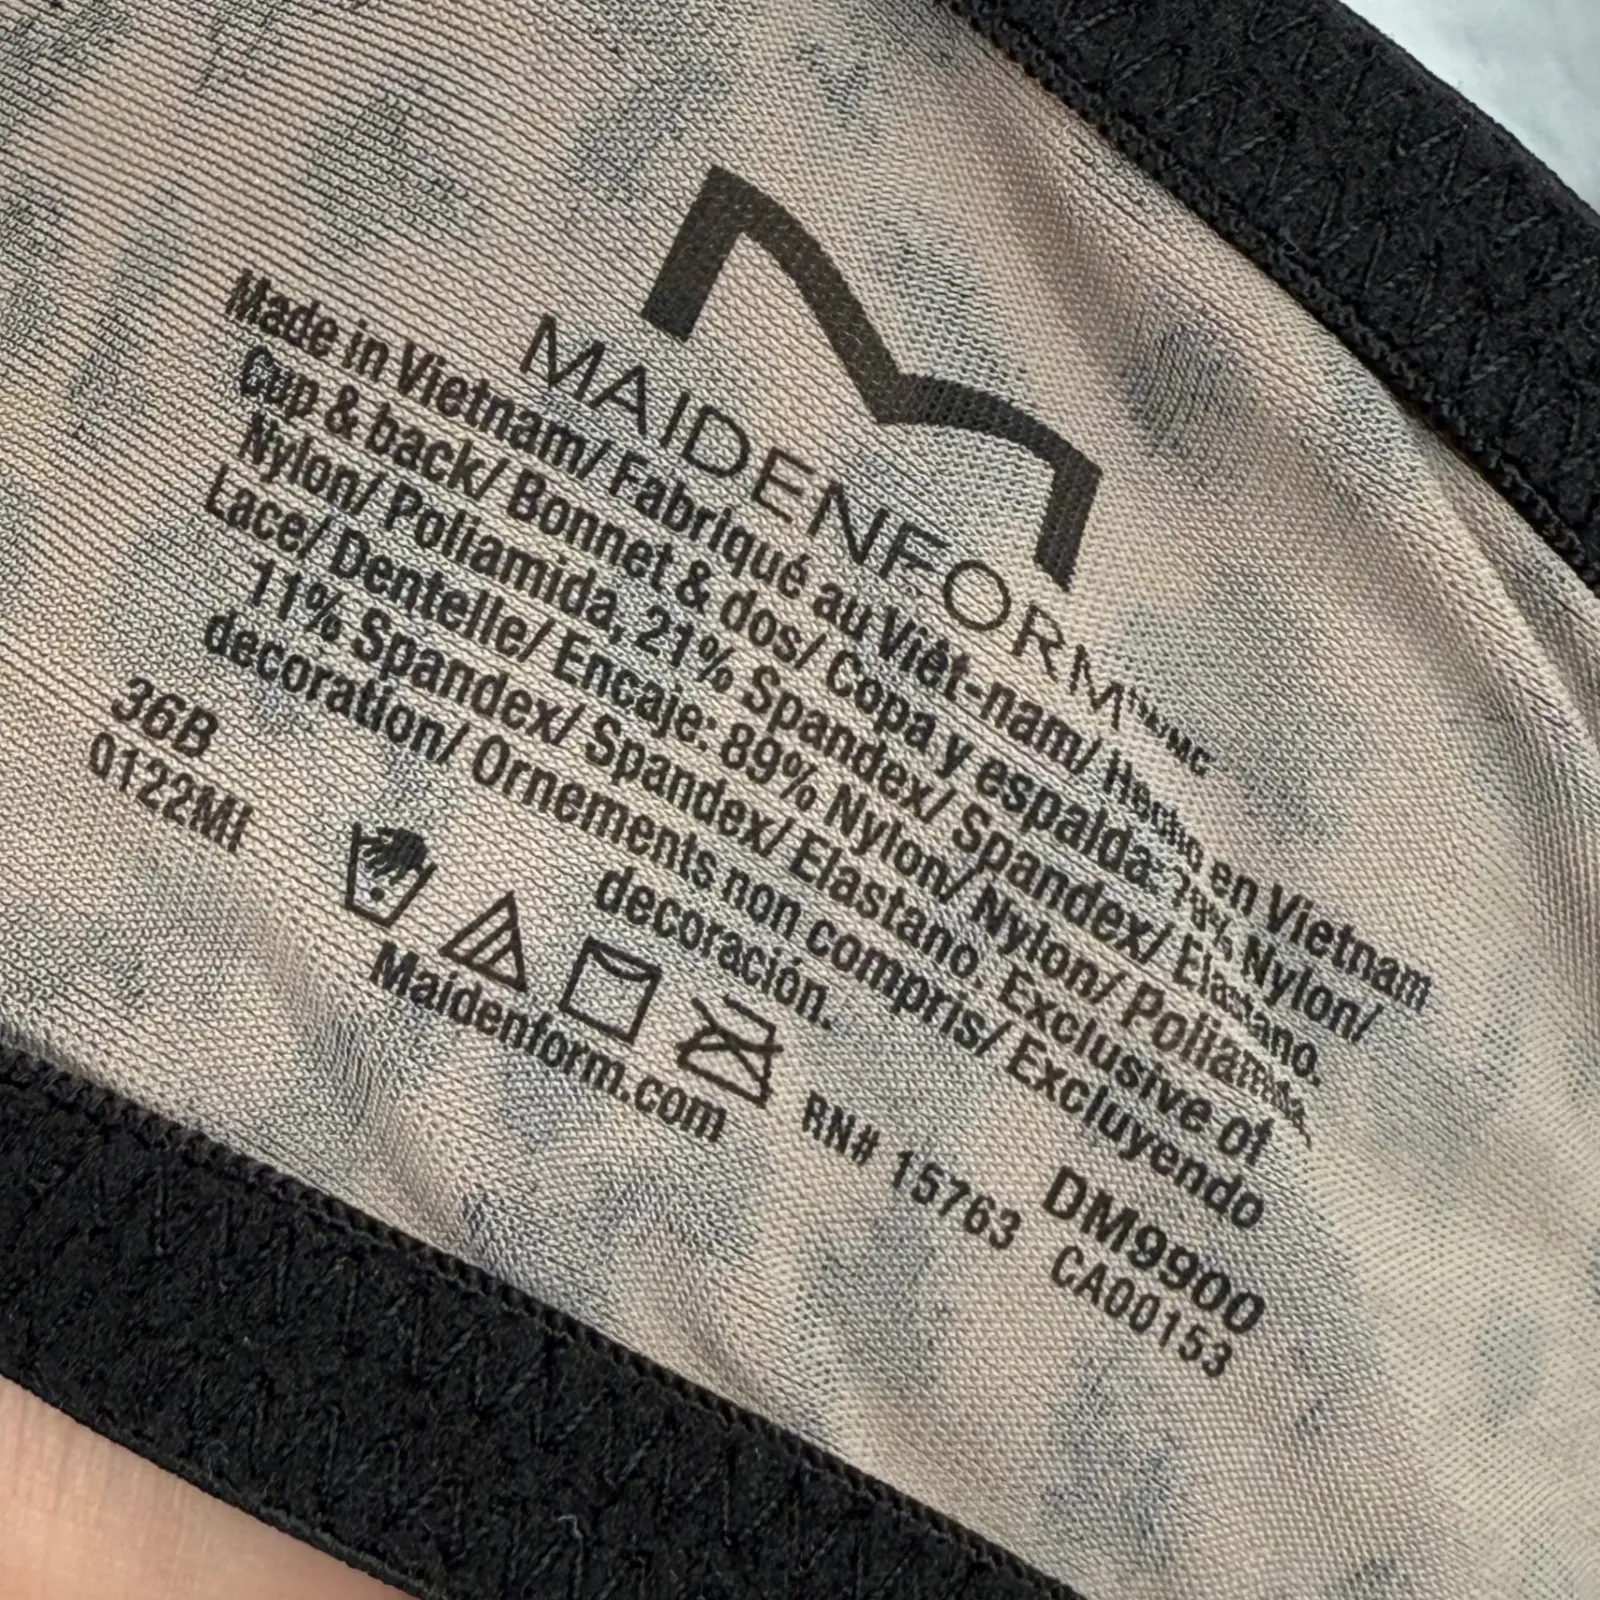 MAIDENFORM
Made in Vietnam/ Fabriqué au Viêt-nam/ Hecho en Vietnam
Cup & back/ Bonnet & dos/ Copa y espalda: Nylon/
Nylon/ Poliamida, 21% Spandex/ Spandex/ Elastano.
Lace/ Dentelle/ Encaje: 89% Nylon/ Nylon/ Poliamida
11% Spandex/ Spandex/ Elastano. Exclusive of
decoration/ Ornements non compris/ Excluyendo
decoración.
36B
0122MI
DM9900
RN# 15763 CA00153
Maidenform.com